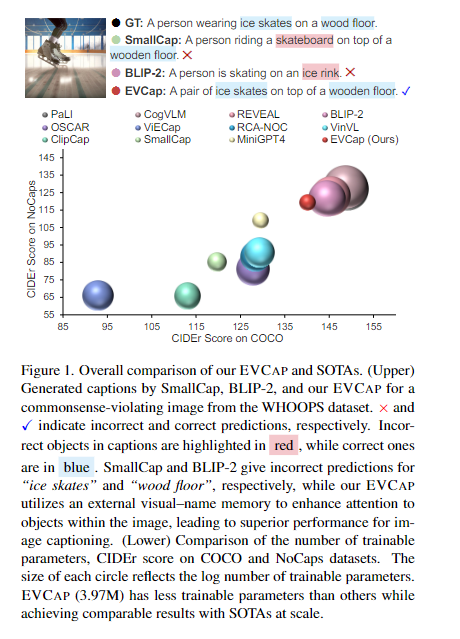 GT: A person wearing ice skates on a wood floor.
SmallCap: A person riding a skateboard on top of a
wooden floor. ✕
BLIP-2: A person is skating on an ice rink. ✕
EVCap: A pair of ice skates on top of a wooden floor. ✓
PaLI CogVLM REVEAL BLIP-2
OSCAR ViECap RCA-NOC VinVL
ClipCap SmallCap MiniGPT4 EVCap (Ours)
CIDEr Score on NoCaps
145
135
125
115
105
95
85
75
65
55
85 95 105 115 125 135 145 155
CIDEr Score on COCO
Figure 1. Overall comparison of our EVCAP and SOTAs. (Upper)
Generated captions by SmallCap, BLIP-2, and our EVCAP for a
commonsense-violating image from the WHOOPS dataset. × and
✓ indicate incorrect and correct predictions, respectively. Incor-
rect objects in captions are highlighted in red , while correct ones
are in blue . SmallCap and BLIP-2 give incorrect predictions for
“ice skates” and “wood floor”, respectively, while our EVCAP
utilizes an external visual–name memory to enhance attention to
objects within the image, leading to superior performance for im-
age captioning. (Lower) Comparison of the number of trainable
parameters, CIDEr score on COCO and NoCaps datasets. The
size of each circle reflects the log number of trainable parameters.
EVCAP (3.97M) has less trainable parameters than others while
achieving comparable results with SOTAs at scale.